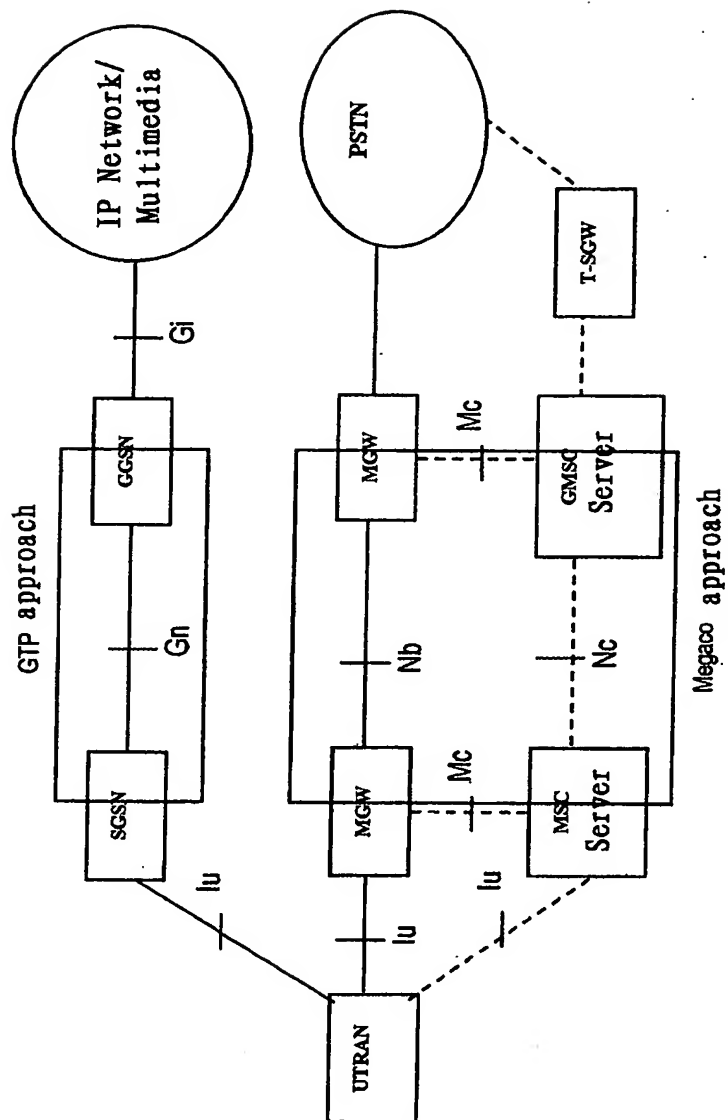 GTP approach
SGSN
GGSN
IP Network/
Multimedia
Gn
Gi
Iu
UTRAN
MGW
MGW
PSTN
Iu
Nb
Mc
Mc
Iu
MSC
Server
Nc
GMSC
Server
T-SGW
Megaco approach